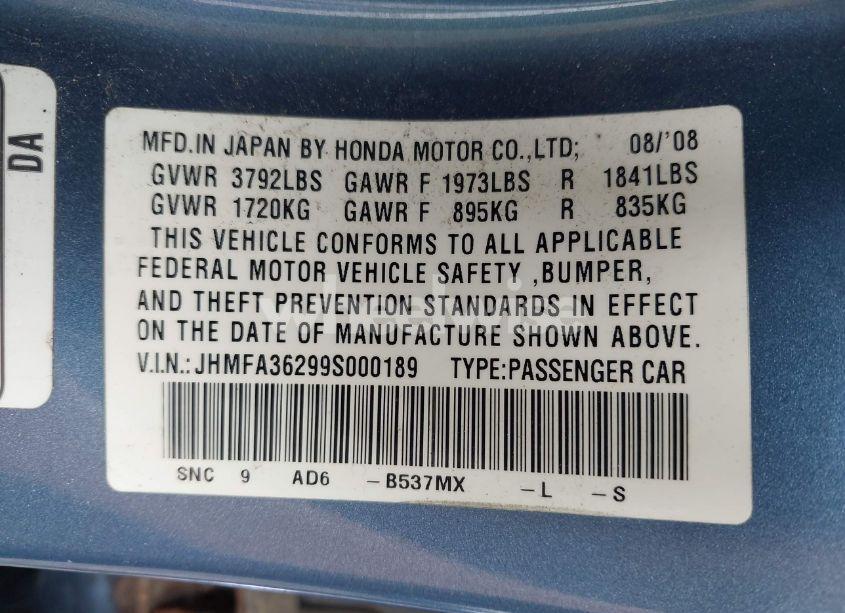 DA
MFD.IN JAPAN BY HONDA MOTOR CO.,LTD; 08/'08
GVWR 3792LBS GAWR F 1973LBS R 1841LBS
GVWR 1720KG GAWR F 895KG R 835KG
THIS VEHICLE CONFORMS TO ALL APPLICABLE
FEDERAL MOTOR VEHICLE SAFETY ,BUMPER,
AND THEFT PREVENTION STANDARDS IN EFFECT
ON THE DATE OF MANUFACTURE SHOWN ABOVE.
V.I.N.: JHMFA36299S000189 TYPE:PASSENGER CAR
SNC 9 AD6 -B537MX -L -S